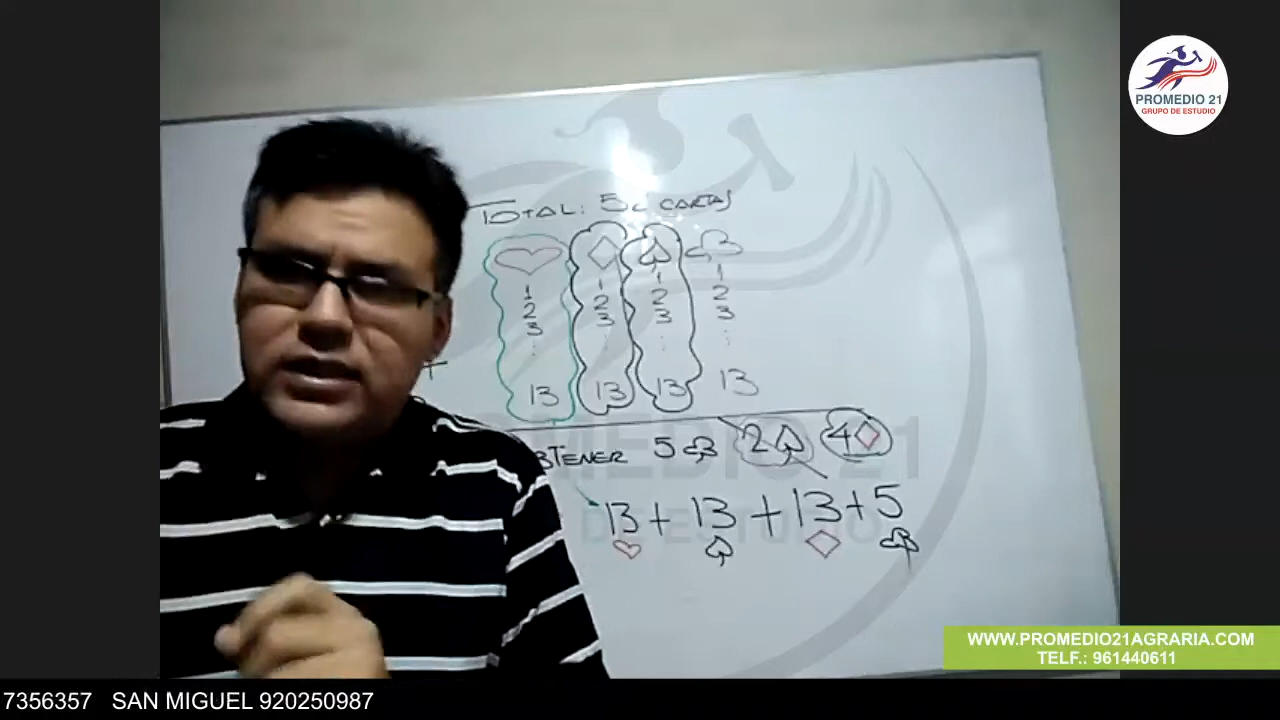 PROMEDIO 21
GRUPO DE ESTUDIO
TOTAL: 52 CARTAS
1 1 1 1
2 2 2 2
3 3 3 3
13 13 13 13
OBTENER 5♣ 2♠ 4♦
13 + 13 + 13 + 5
♥ ♠ ♦ ♣
WWW.PROMEDIO21AGRARIA.COM
TELF.: 961440611
7356357 SAN MIGUEL 920250987